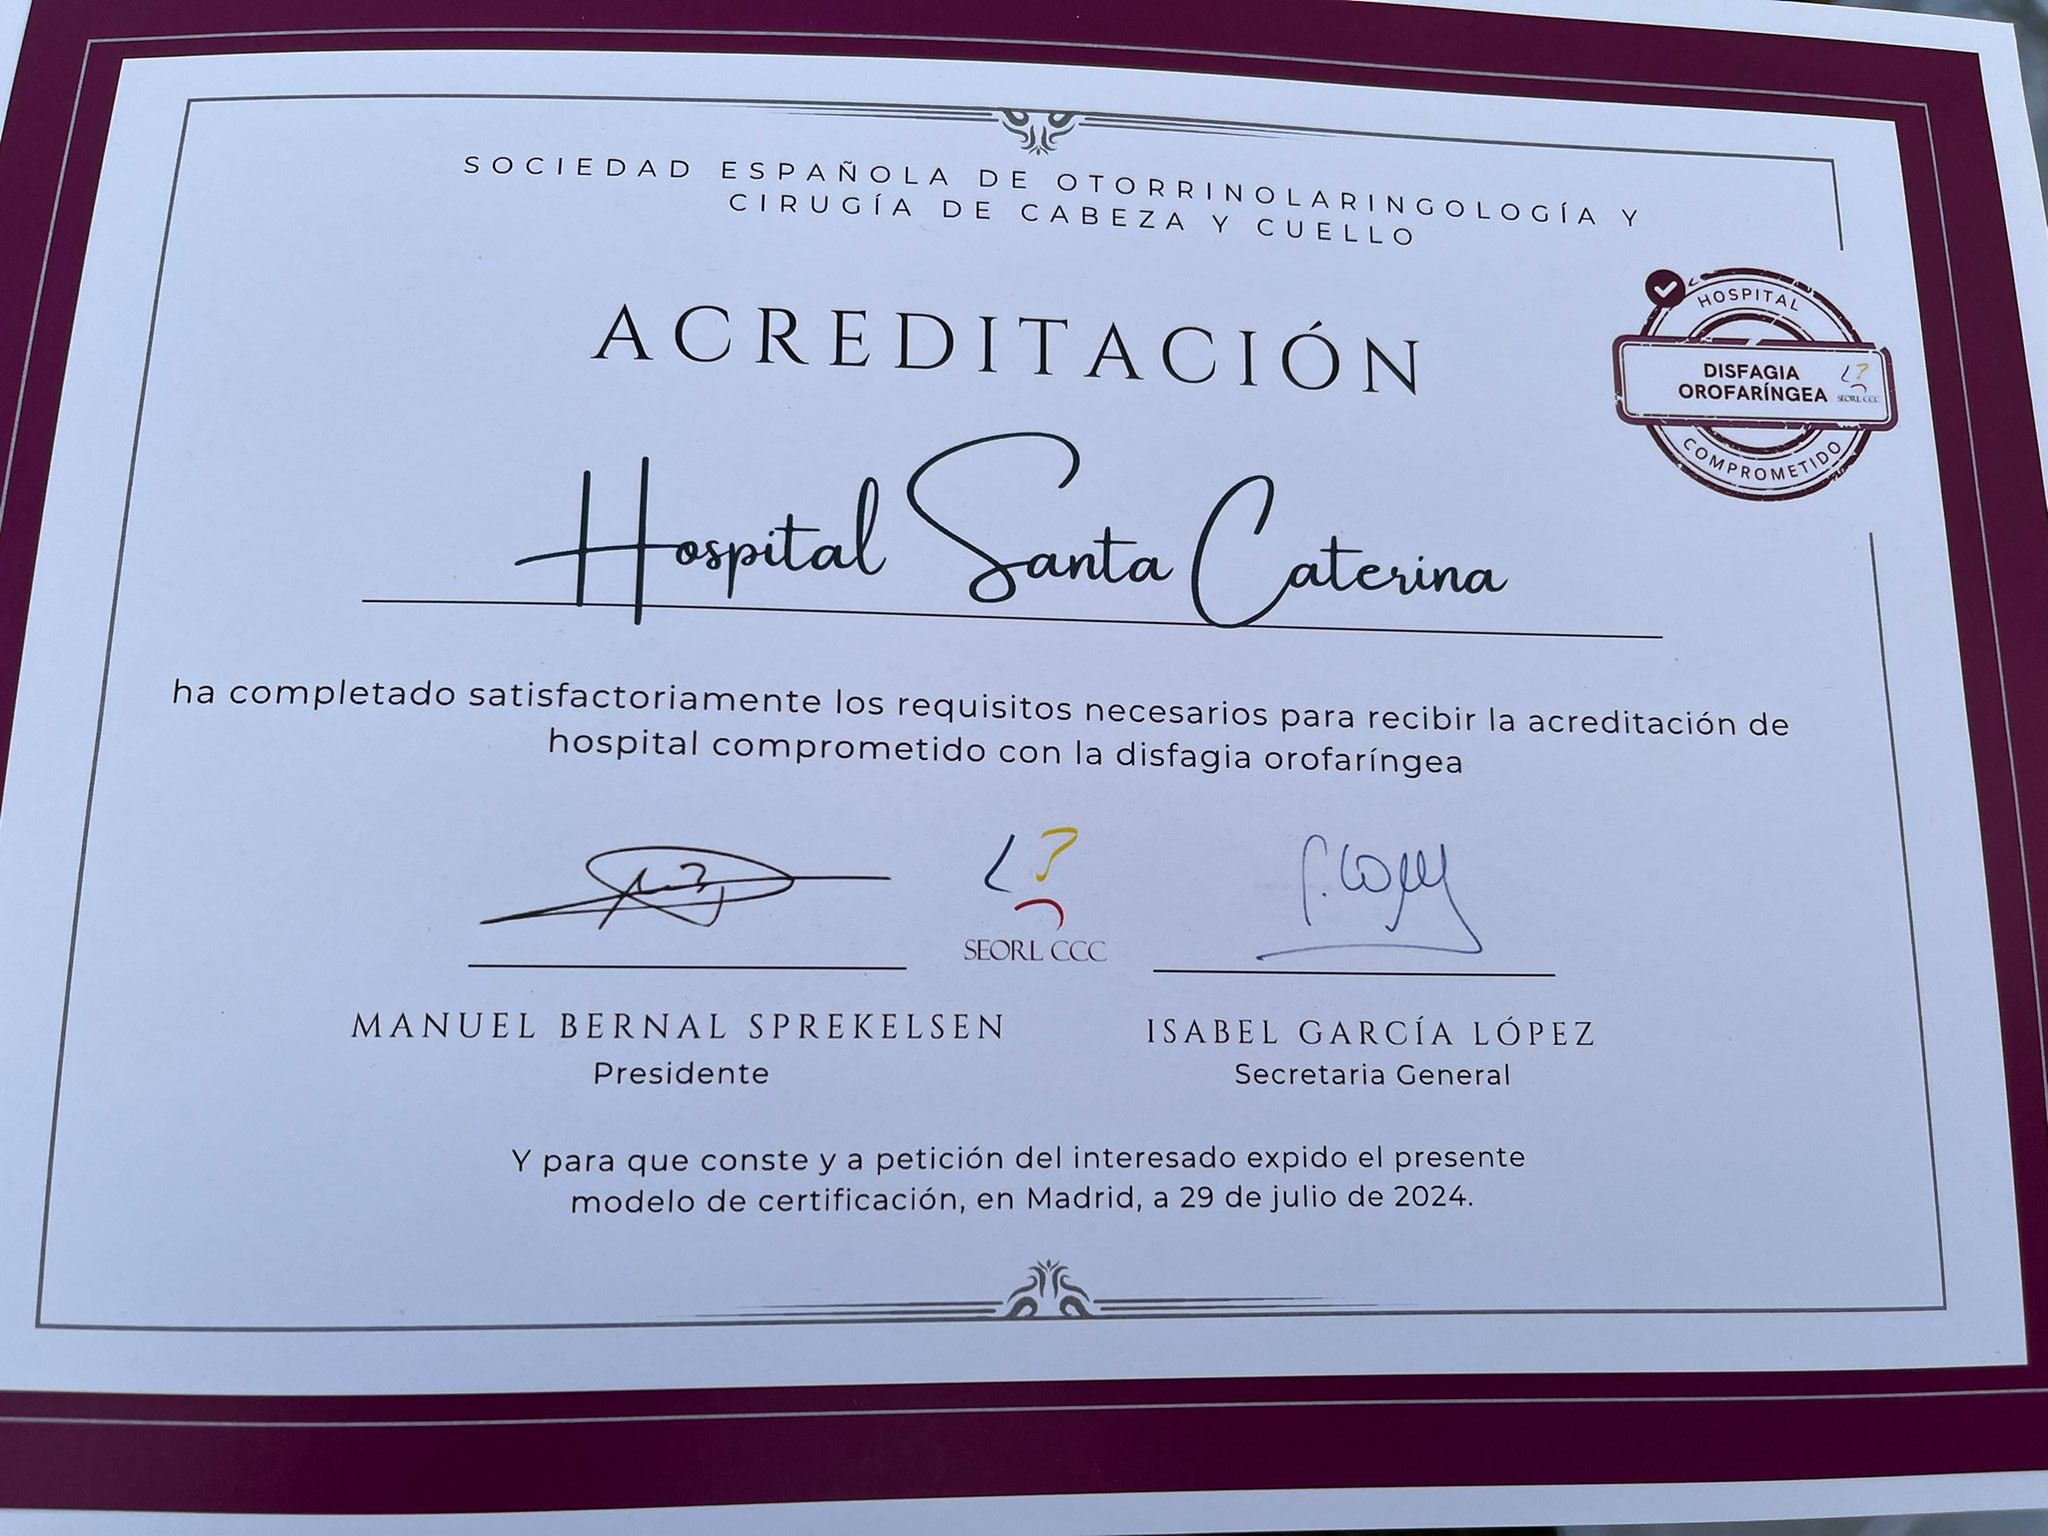 SOCIEDAD ESPAÑOLA DE OTORRINOLARINGOLOGÍA Y
CIRUGÍA DE CABEZA Y CUELLO
ACREDITACIÓN
HOSPITAL
DISFAGIA
OROFARÍNGEA
SEORL CCC
COMPROMETIDO
Hospital Santa Caterina
ha completado satisfactoriamente los requisitos necesarios para recibir la acreditación de
hospital comprometido con la disfagia orofaríngea
SEORL CCC
MANUEL BERNAL SPREKELSEN
Presidente
ISABEL GARCÍA LÓPEZ
Secretaria General
Y para que conste y a petición del interesado expido el presente
modelo de certificación, en Madrid, a 29 de julio de 2024.